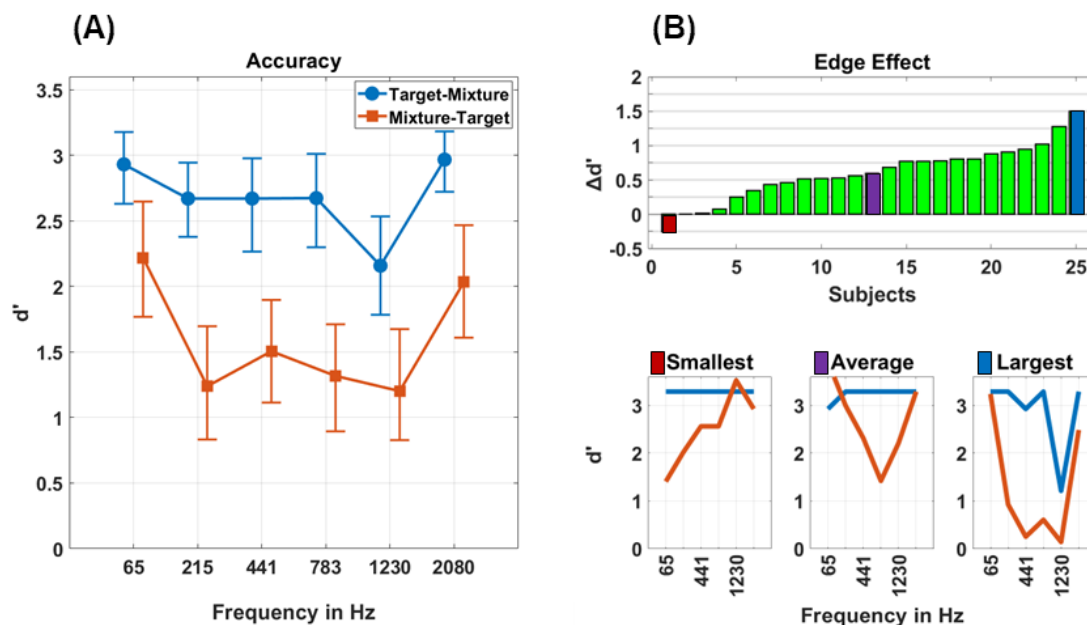 (A)
Accuracy
3.5
3
2.5
2
1.5
1
0.5
0
d'
Target-Mixture
Mixture-Target
65 215 441 783 1230 2080
Frequency in Hz
(B)
Edge Effect
2
1.5
1
0.5
0
-0.5
Δd'
0 5 10 15 20 25
Subjects
Smallest Average Largest
3 3 3
2 2 2
1 1 1
0 0 0
d'
65 441 1230 65 441 1230 65 441 1230
Frequency in Hz